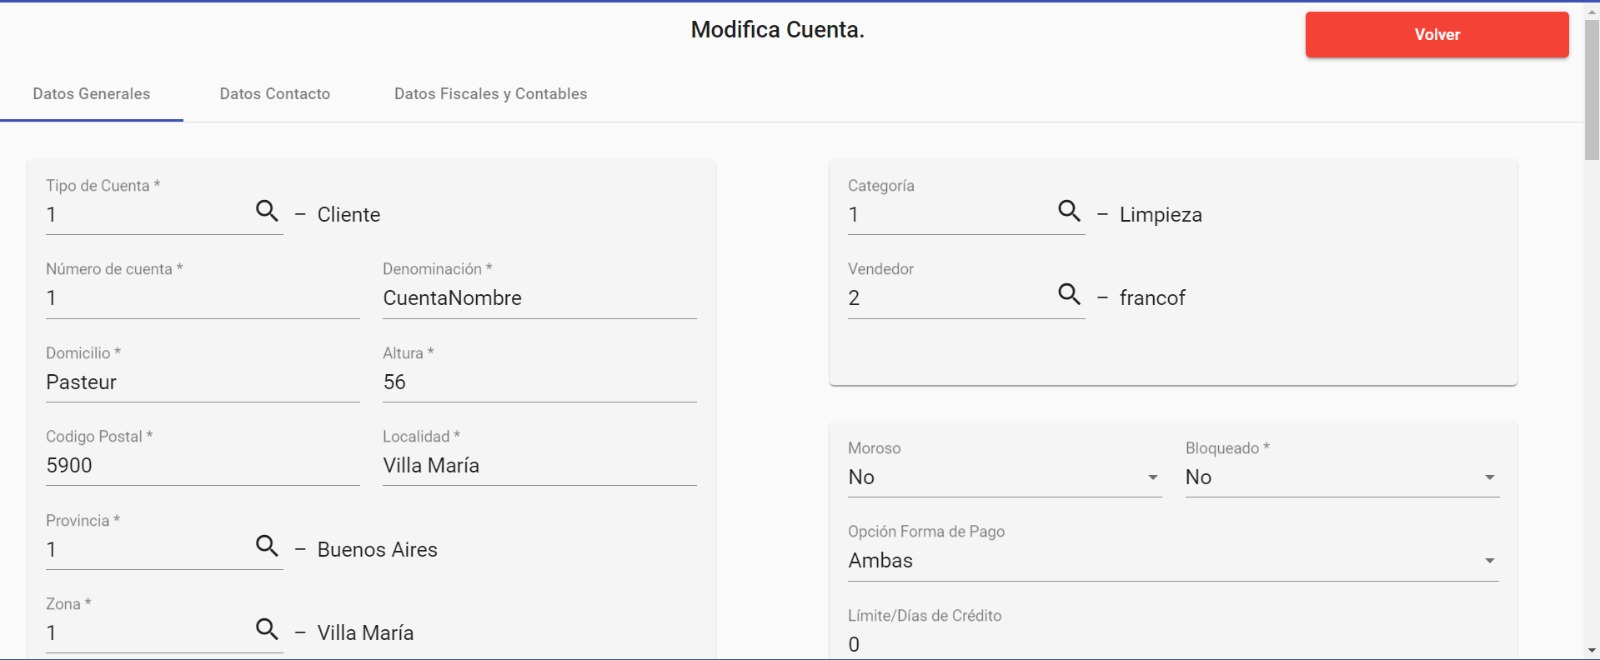 Modifica Cuenta.
Volver
Datos Generales
Datos Contacto
Datos Fiscales y Contables
Tipo de Cuenta *
1 – Cliente
Número de cuenta *
1
Denominación *
CuentaNombre
Domicilio *
Pasteur
Altura *
56
Codigo Postal *
5900
Localidad *
Villa María
Provincia *
1 – Buenos Aires
Zona *
1 – Villa María
Categoría
1 – Limpieza
Vendedor
2 – francof
Moroso
No
Bloqueado *
No
Opción Forma de Pago
Ambas
Límite/Días de Crédito
0